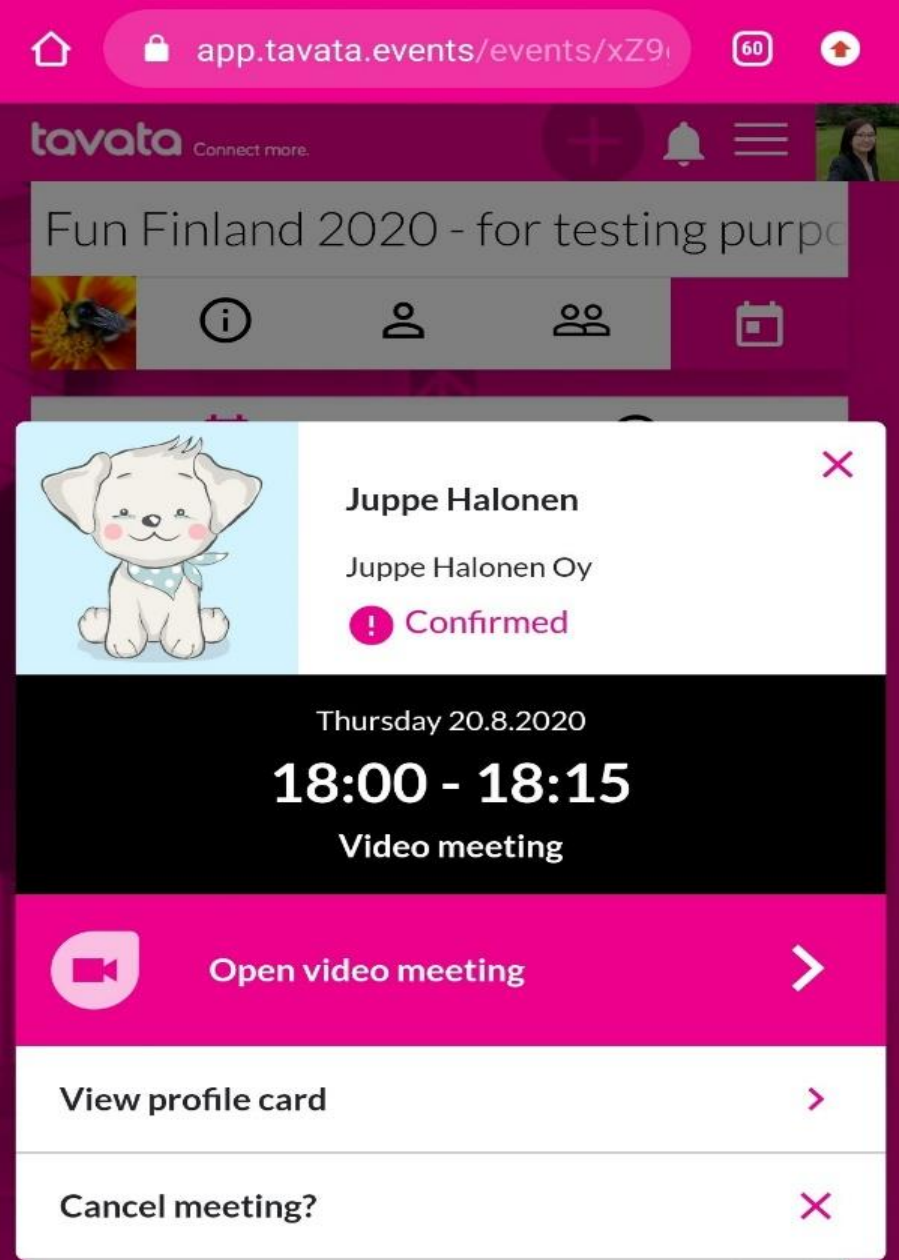 app.tavata.events/events/xZ9
60
tavata Connect more.
Fun Finland 2020 - for testing purpo
Juppe Halonen
Juppe Halonen Oy
! Confirmed
Thursday 20.8.2020
18:00 - 18:15
Video meeting
Open video meeting
View profile card
Cancel meeting?